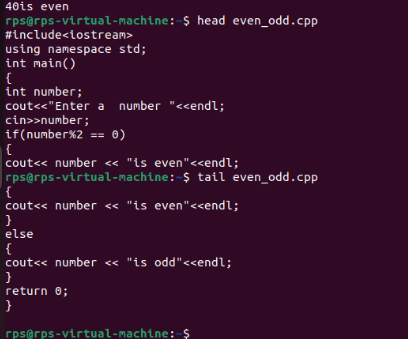 40is even
rps@rps-virtual-machine:~$ head even_odd.cpp
#include<iostream>
using namespace std;
int main()
{
int number;
cout<<"Enter a  number "<<endl;
cin>>number;
if(number%2 == 0)
{
cout<< number << "is even"<<endl;
rps@rps-virtual-machine:~$ tail even_odd.cpp
{
cout<< number << "is even"<<endl;
}
else
{
cout<< number << "is odd"<<endl;
}
return 0;
}
rps@rps-virtual-machine:~$